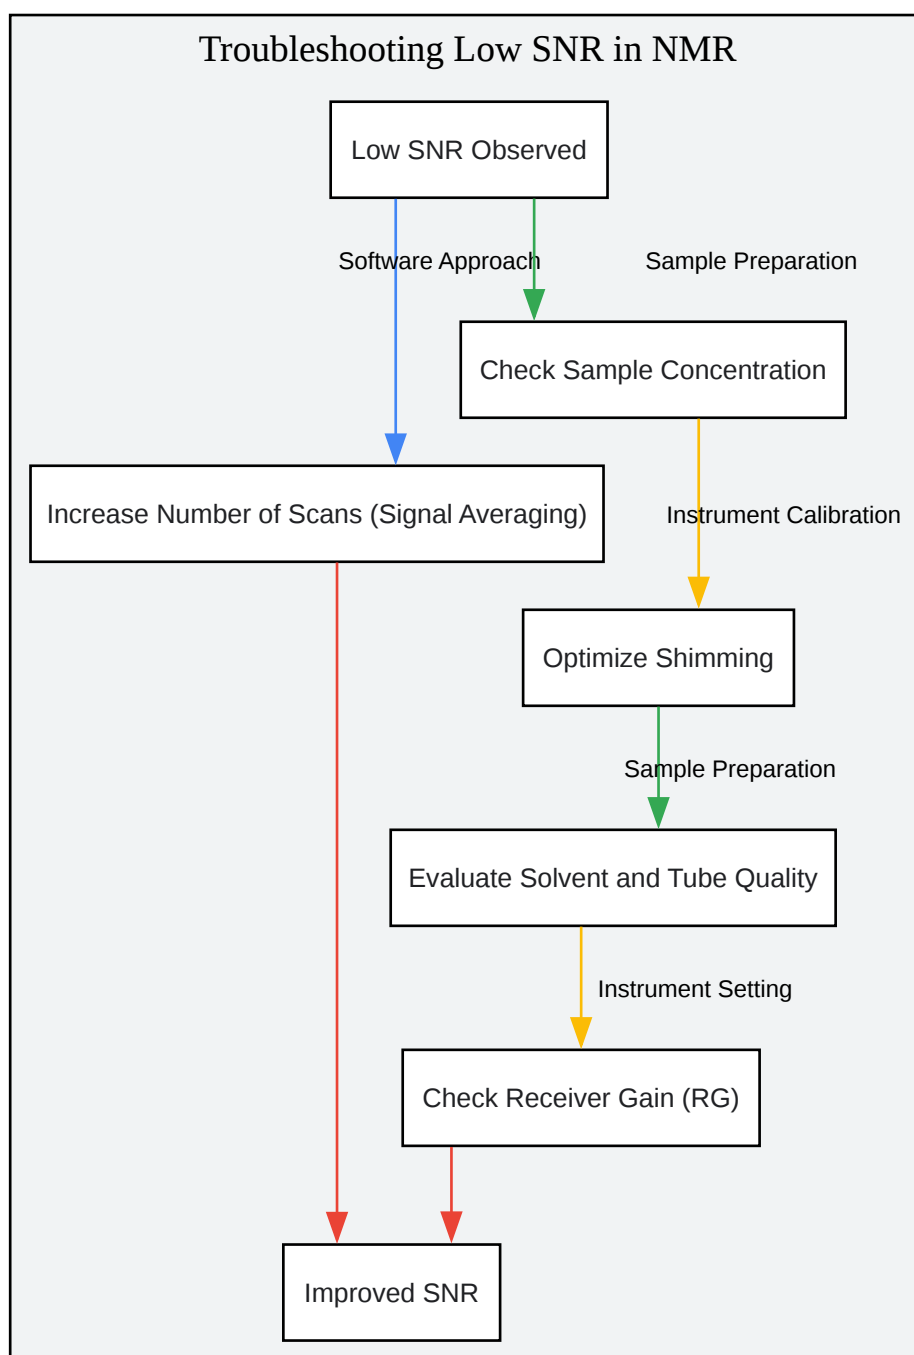 Troubleshooting Low SNR in NMR
Low SNR Observed
Software Approach
Sample Preparation
Check Sample Concentration
Increase Number of Scans (Signal Averaging)
Instrument Calibration
Optimize Shimming
Sample Preparation
Evaluate Solvent and Tube Quality
Instrument Setting
Check Receiver Gain (RG)
Improved SNR